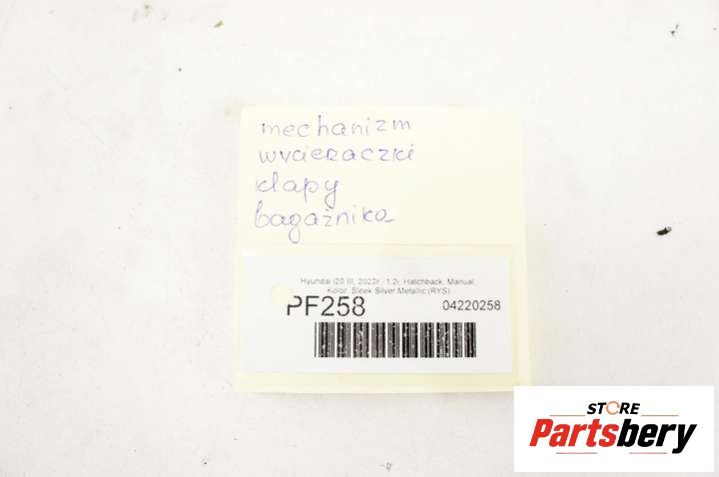 mechanizm
wycieraczki
klapy
bagażnika
Hyundai i20 III, 2022r., 1.2i, Hatchback, Manual,
Kolor: Sleek Silver Metallic (RYS)
PF258
04220258
STORE
Partsbery